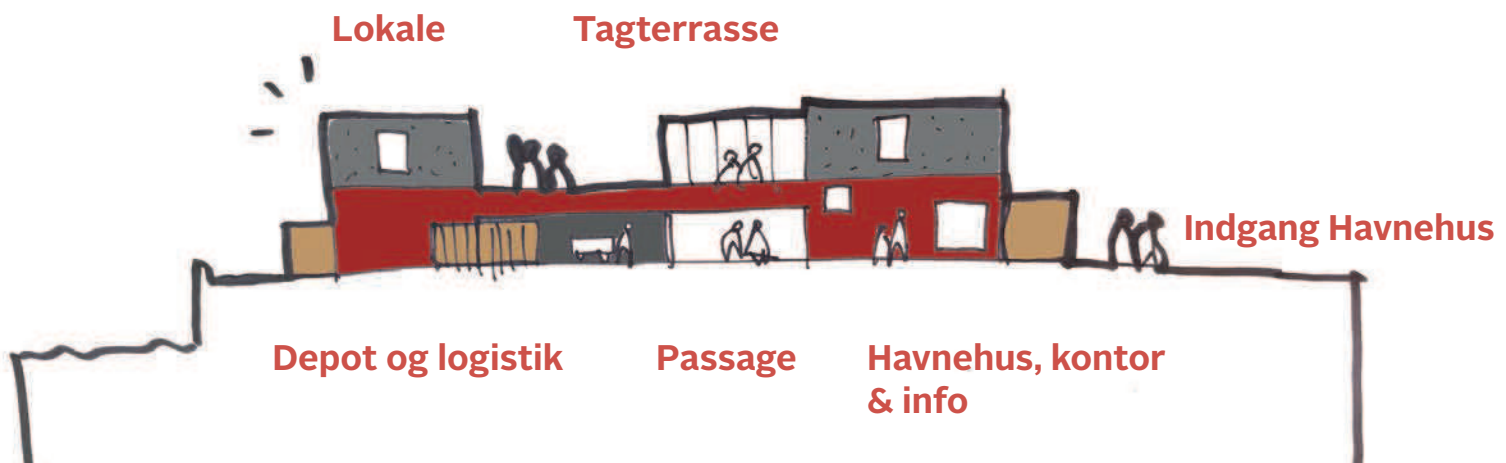 Lokale
Tagterrasse
Indgang Havnehus
Depot og logistik
Passage
Havnehus, kontor
& info